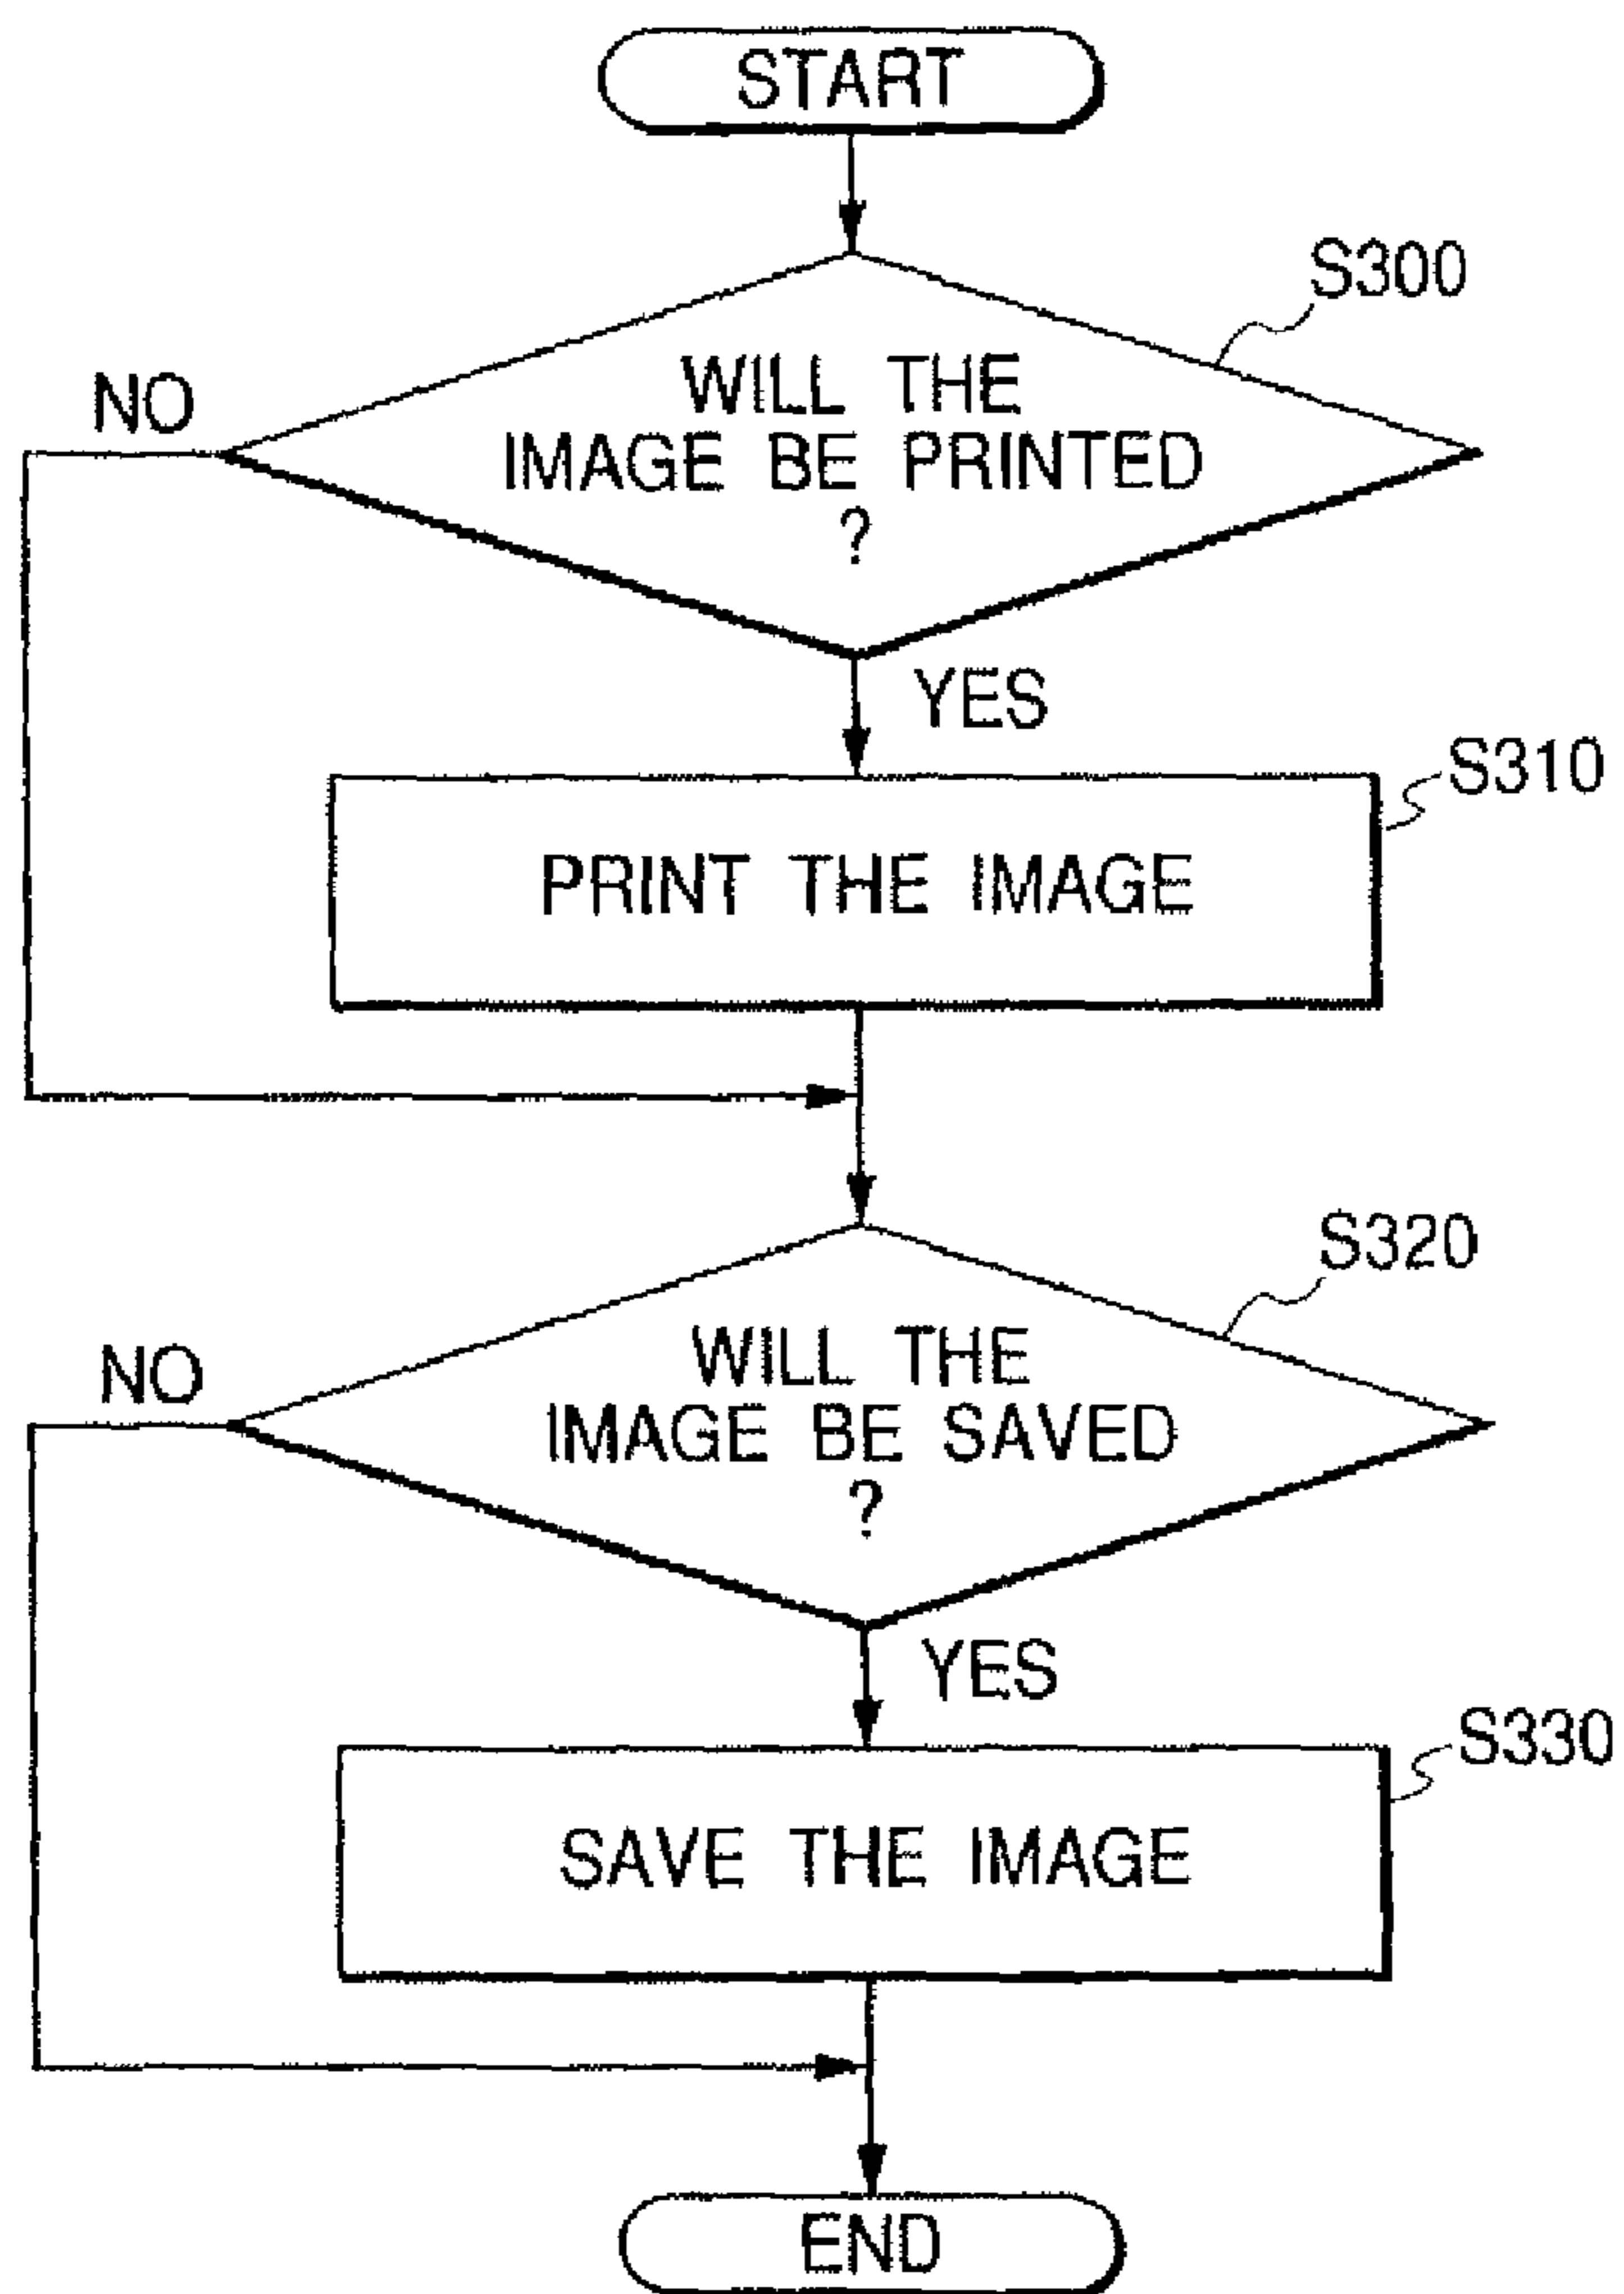 START
S300
WILL THE
NO
IMAGE BE PRINTED
?
YES
S310
PRINT THE IMAGE
S320
WILL THE
NO
IMAGE BE SAVED
?
YES
S330
SAVE THE IMAGE
END